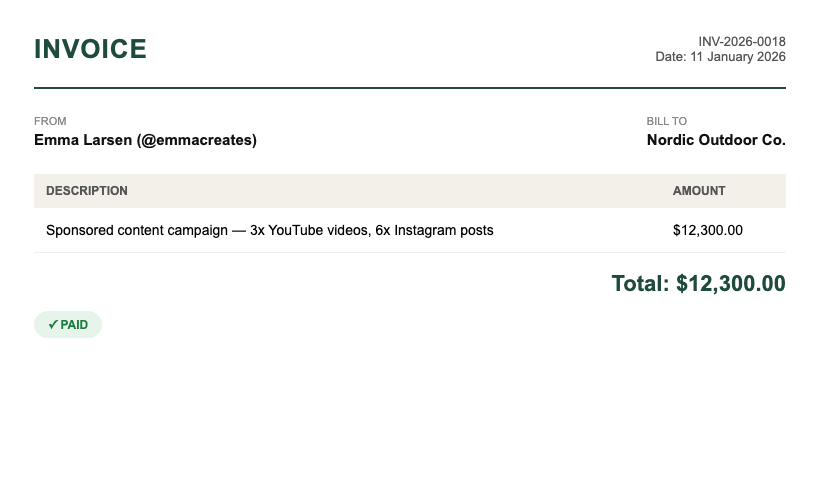 INVOICE
INV-2026-0018
Date: 11 January 2026
FROM
Emma Larsen (@emmacreates)
BILL TO
Nordic Outdoor Co.
DESCRIPTION AMOUNT
Sponsored content campaign — 3x YouTube videos, 6x Instagram posts $12,300.00
Total: $12,300.00
✓ PAID